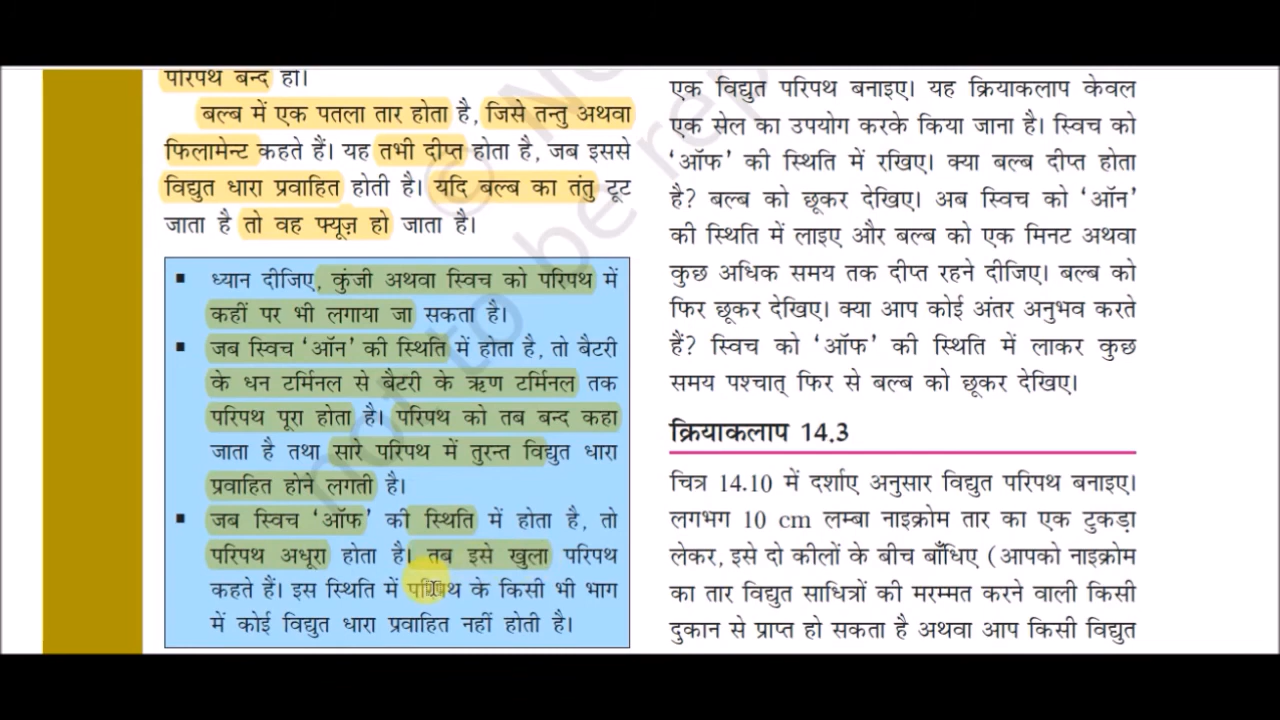 परिपथ बन्द हो।
बल्ब में एक पतला तार होता है, जिसे तन्तु अथवा
फिलामेन्ट कहते हैं। यह तभी दीप्त होता है, जब इससे
विद्युत धारा प्रवाहित होती है। यदि बल्ब का तंतु टूट
जाता है तो वह फ्यूज़ हो जाता है।
▪ ध्यान दीजिए, कुंजी अथवा स्विच को परिपथ में
कहीं पर भी लगाया जा सकता है।
▪ जब स्विच ‘ऑन’ की स्थिति में होता है, तो बैटरी
के धन टर्मिनल से बैटरी के ऋण टर्मिनल तक
परिपथ पूरा होता है। परिपथ को तब बन्द कहा
जाता है तथा सारे परिपथ में तुरन्त विद्युत धारा
प्रवाहित होने लगती है।
▪ जब स्विच ‘ऑफ’ की स्थिति में होता है, तो
परिपथ अधूरा होता है। तब इसे खुला परिपथ
कहते हैं। इस स्थिति में परिपथ के किसी भी भाग
में कोई विद्युत धारा प्रवाहित नहीं होती है।
एक विद्युत परिपथ बनाइए। यह क्रियाकलाप केवल
एक सेल का उपयोग करके किया जाना है। स्विच को
‘ऑफ’ की स्थिति में रखिए। क्या बल्ब दीप्त होता
है? बल्ब को छूकर देखिए। अब स्विच को ‘ऑन’
की स्थिति में लाइए और बल्ब को एक मिनट अथवा
कुछ अधिक समय तक दीप्त रहने दीजिए। बल्ब को
फिर छूकर देखिए। क्या आप कोई अंतर अनुभव करते
हैं? स्विच को ‘ऑफ’ की स्थिति में लाकर कुछ
समय पश्चात् फिर से बल्ब को छूकर देखिए।
क्रियाकलाप 14.3
चित्र 14.10 में दर्शाए अनुसार विद्युत परिपथ बनाइए।
लगभग 10 cm लम्बा नाइक्रोम तार का एक टुकड़ा
लेकर, इसे दो कीलों के बीच बाँधिए (आपको नाइक्रोम
का तार विद्युत साधित्रों की मरम्मत करने वाली किसी
दुकान से प्राप्त हो सकता है अथवा आप किसी विद्युत
not to be rep